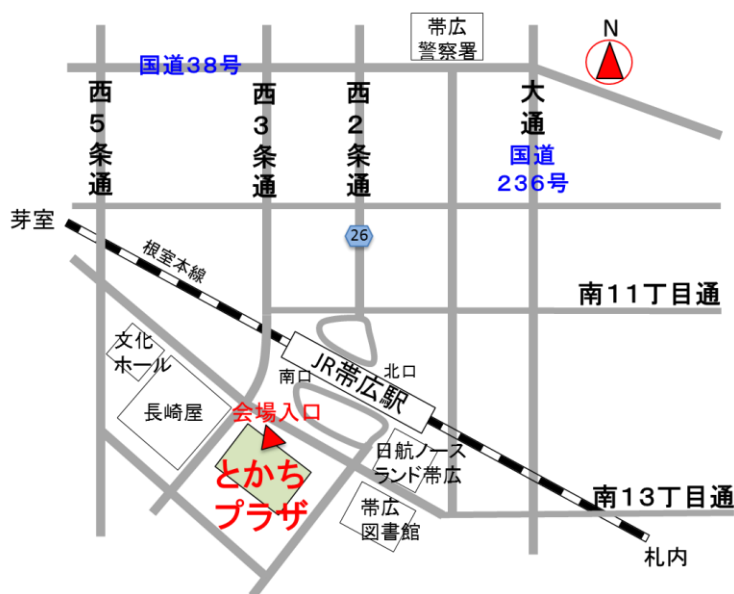 帯広
警察署
N
国道38号
西5条通
西3条通
西2条通
大通
国道
236号
26
芽室
根室本線
南11丁目通
文化
ホール
南口
JR帯広駅
北口
長崎屋
会場入口
日航ノース
ランド帯広
とかち
プラザ
帯広
図書館
南13丁目通
札内